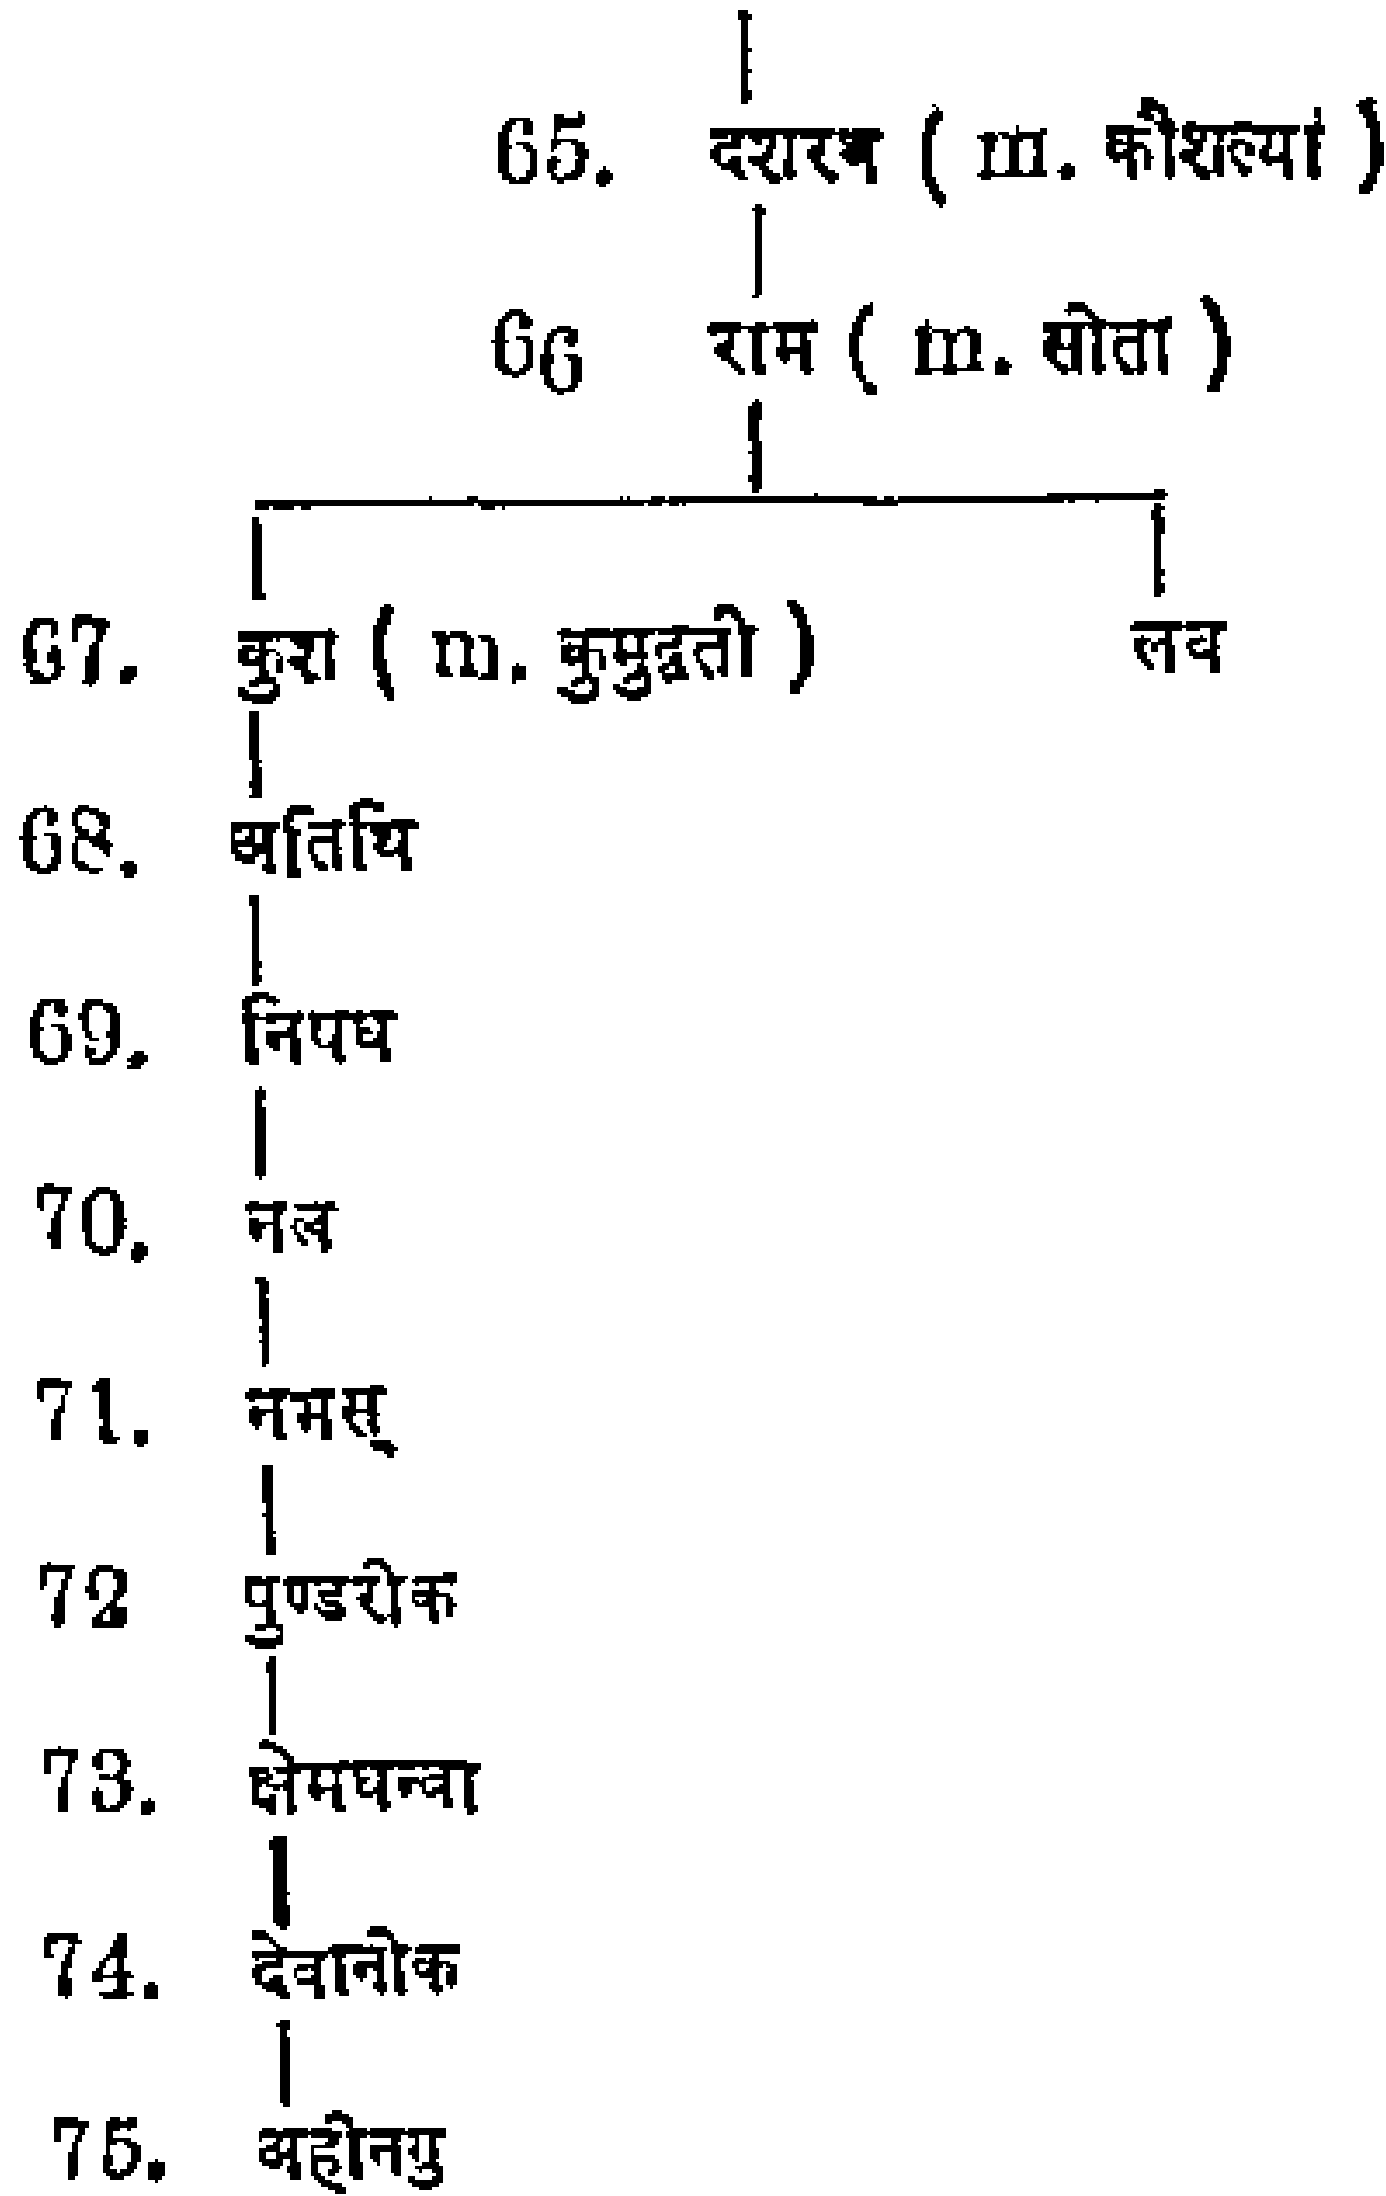 65. दशरथ ( m. कौशल्या )
66 राम ( m. सीता )
67. कुश ( m. कुमुद्वती ) लव
68. अतिथि
69. निषध
70. नल
71. नभस्
72 पुण्डरीक
73. क्षेमधन्वा
74. देवानीक
75. अहीनगु